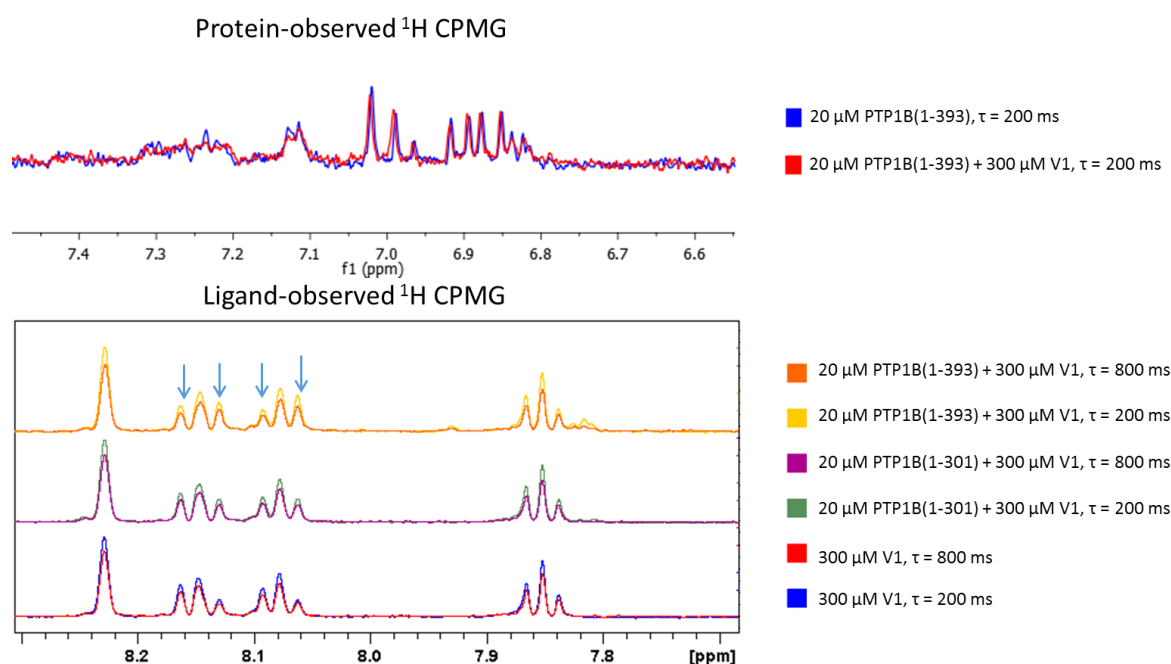 Protein-observed ¹H CPMG
20 µM PTP1B(1-393), τ = 200 ms
20 µM PTP1B(1-393) + 300 µM V1, τ = 200 ms
7.4 7.3 7.2 7.1 7.0 6.9 6.8 6.7 6.6
f1 (ppm)
Ligand-observed ¹H CPMG
20 µM PTP1B(1-393) + 300 µM V1, τ = 800 ms
20 µM PTP1B(1-393) + 300 µM V1, τ = 200 ms
20 µM PTP1B(1-301) + 300 µM V1, τ = 800 ms
20 µM PTP1B(1-301) + 300 µM V1, τ = 200 ms
300 µM V1, τ = 800 ms
300 µM V1, τ = 200 ms
8.2 8.1 8.0 7.9 7.8 [ppm]